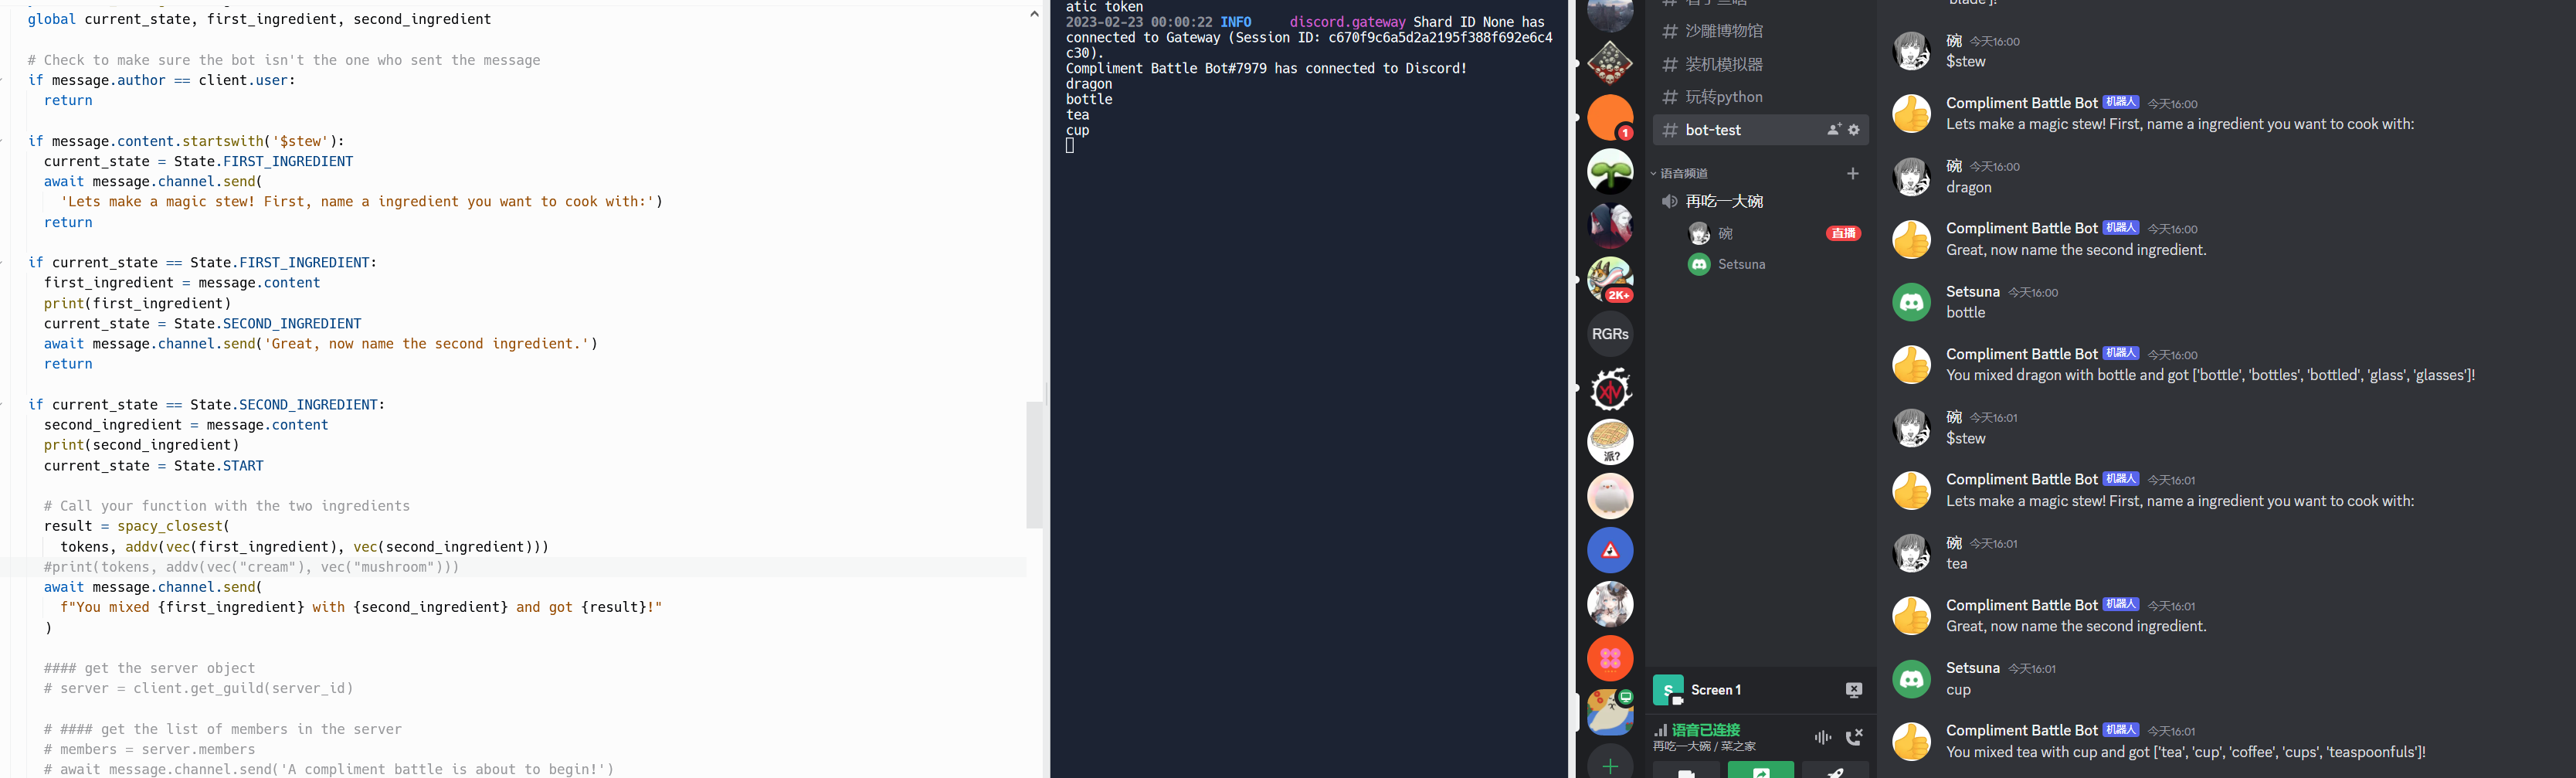 global current_state, first_ingredient, second_ingredient
# Check to make sure the bot isn't the one who sent the message
if message.author == client.user:
return
if message.content.startswith('$stew'):
current_state = State.FIRST_INGREDIENT
await message.channel.send(
'Lets make a magic stew! First, name a ingredient you want to cook with:')
return
if current_state == State.FIRST_INGREDIENT:
first_ingredient = message.content
print(first_ingredient)
current_state = State.SECOND_INGREDIENT
await message.channel.send('Great, now name the second ingredient.')
return
if current_state == State.SECOND_INGREDIENT:
second_ingredient = message.content
print(second_ingredient)
current_state = State.START
# Call your function with the two ingredients
result = spacy_closest(
tokens, addv(vec(first_ingredient), vec(second_ingredient)))
#print(tokens, addv(vec("cream"), vec("mushroom")))
await message.channel.send(
f"You mixed {first_ingredient} with {second_ingredient} and got {result}!"
)
#### get the server object
# server = client.get_guild(server_id)
# #### get the list of members in the server
# members = server.members
# await message.channel.send('A compliment battle is about to begin!')
atic token
2023-02-23 00:00:22 INFO discord.gateway Shard ID None has
connected to Gateway (Session ID: c670f9c6a5d2a2195f388f692e6c4
c30).
Compliment Battle Bot#7979 has connected to Discord!
dragon
bottle
tea
cup
1
2K+
RGRs
XIV
派?
# 沙雕博物馆
# 装机模拟器
# 玩转python
# bot-test
语音频道
再吃一大碗
碗 直播
Setsuna
S Screen 1
语音已连接
再吃一大碗 / 菜之家
'blade']!
碗 今天16:00
$stew
Compliment Battle Bot 机器人 今天16:00
Lets make a magic stew! First, name a ingredient you want to cook with:
碗 今天16:00
dragon
Compliment Battle Bot 机器人 今天16:00
Great, now name the second ingredient.
Setsuna 今天16:00
bottle
Compliment Battle Bot 机器人 今天16:00
You mixed dragon with bottle and got ['bottle', 'bottles', 'bottled', 'glass', 'glasses']!
碗 今天16:01
$stew
Compliment Battle Bot 机器人 今天16:01
Lets make a magic stew! First, name a ingredient you want to cook with:
碗 今天16:01
tea
Compliment Battle Bot 机器人 今天16:01
Great, now name the second ingredient.
Setsuna 今天16:01
cup
Compliment Battle Bot 机器人 今天16:01
You mixed tea with cup and got ['tea', 'cup', 'coffee', 'cups', 'teaspoonfuls']!